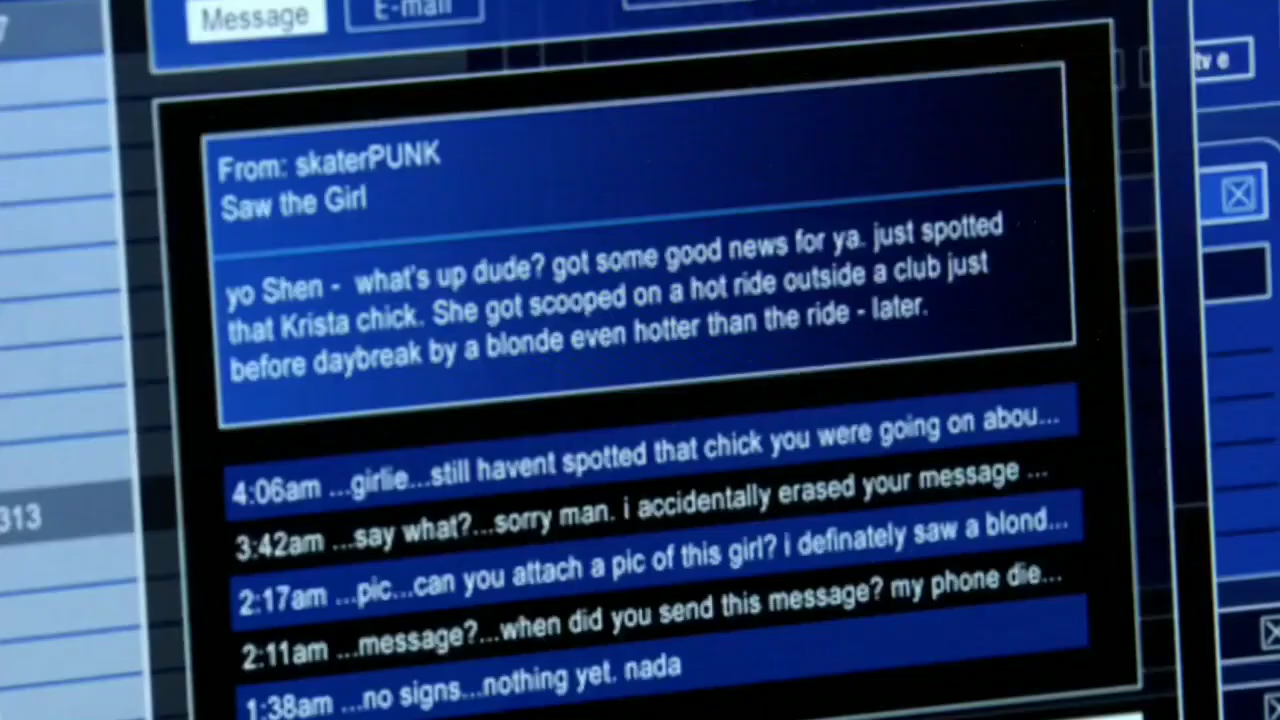 Message
E-mail
tv e
From: skaterPUNK
Saw the Girl
yo Shen - what's up dude? got some good news for ya. just spotted
that Krista chick. She got scooped on a hot ride outside a club just
before daybreak by a blonde even hotter than the ride - later.
4:06am ...girlie...still havent spotted that chick you were going on abou...
3:42am ...say what?...sorry man. i accidentally erased your message ...
2:17am ...pic...can you attach a pic of this girl? i definately saw a blond...
2:11am ...message?...when did you send this message? my phone die...
1:38am ...no signs...nothing yet. nada
313